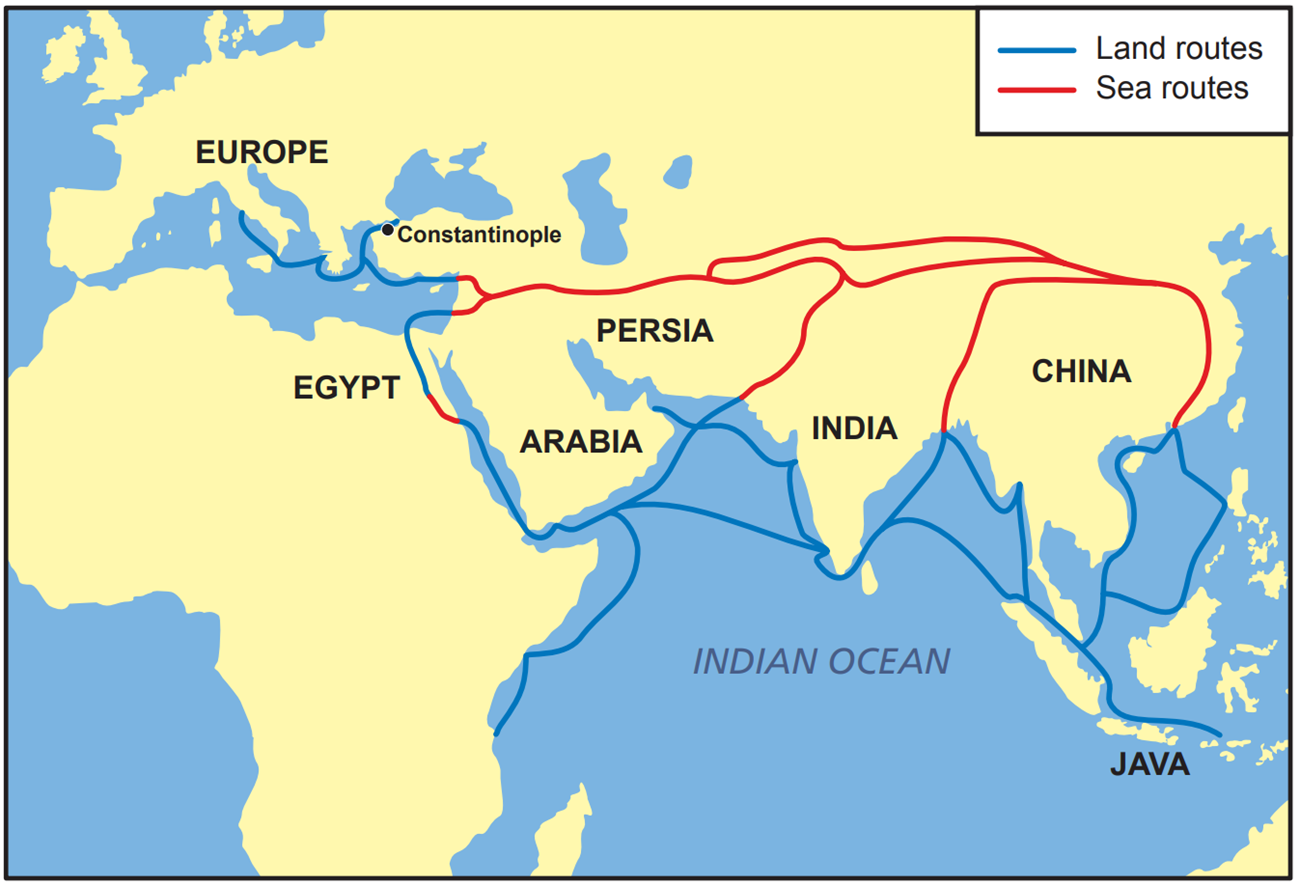 Land routes
Sea routes
EUROPE
Constantinople
PERSIA
EGYPT
CHINA
INDIA
ARABIA
INDIAN OCEAN
JAVA